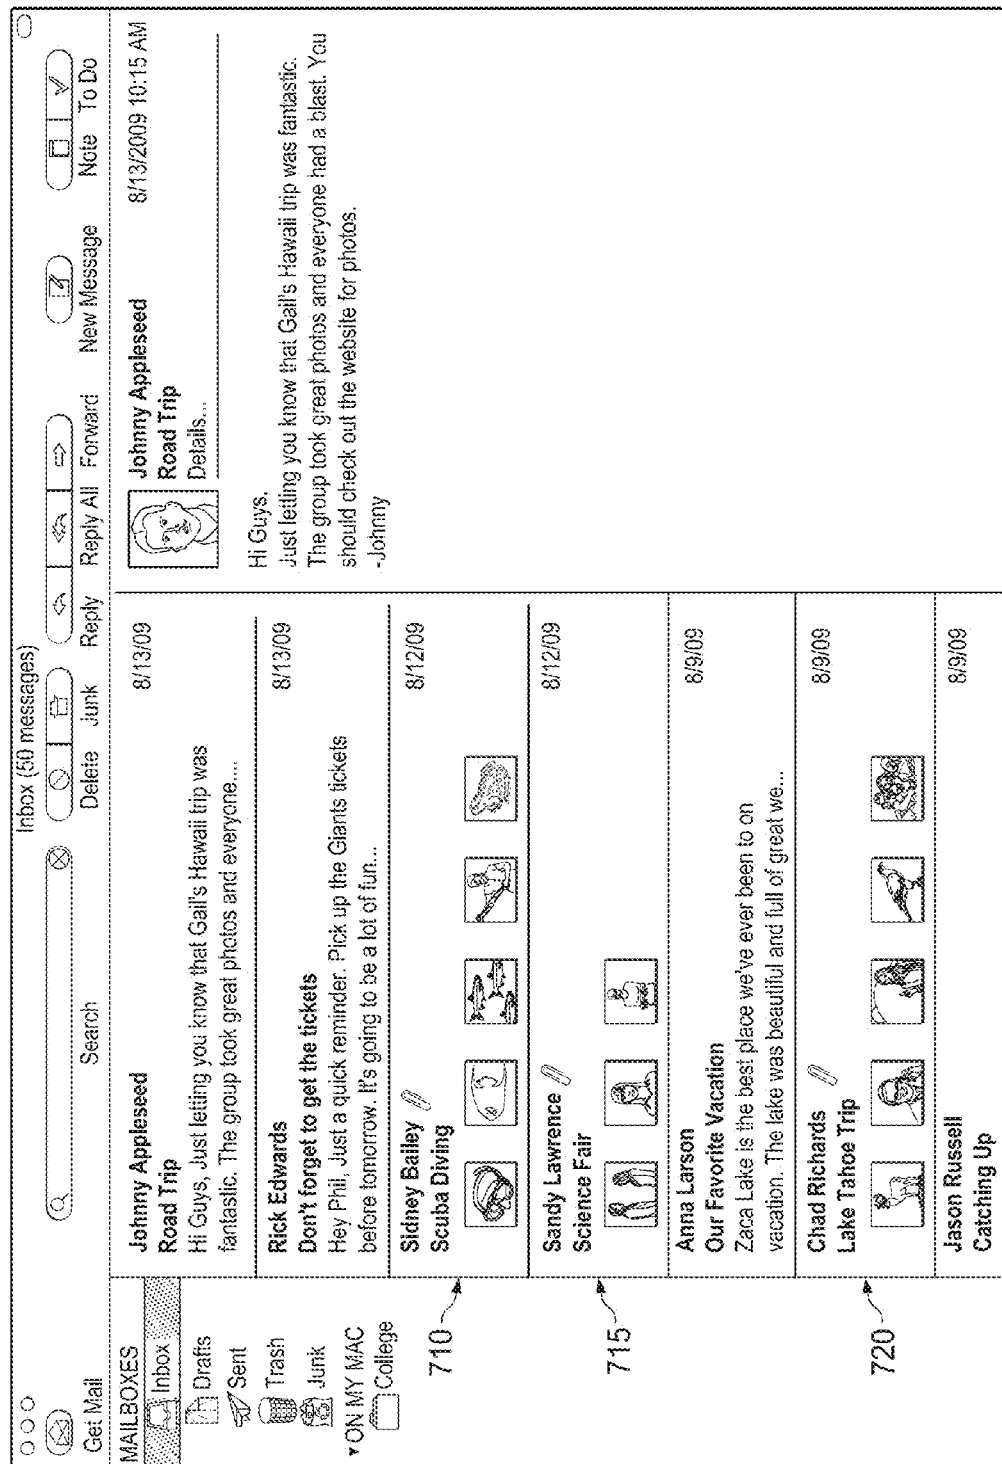 Inbox (50 messages)
Get Mail
Search
Delete Junk
Reply Reply All Forward
New Message
Note To Do
MAILBOXES
Inbox
Drafts
Sent
Trash
Junk
▾ON MY MAC
College
710
715
720
Johnny Appleseed 8/13/09
Road Trip
Hi Guys, Just letting you know that Gail's Hawaii trip was
fantastic. The group took great photos and everyone....
Rick Edwards 8/13/09
Don't forget to get the tickets
Hey Phil, Just a quick reminder. Pick up the Giants tickets
before tomorrow. It's going to be a lot of fun...
Sidney Bailey 8/12/09
Scuba Diving
Sandy Lawrence 8/12/09
Science Fair
Anna Larson 8/9/09
Our Favorite Vacation
Zaca Lake is the best place we've ever been to on
vacation. The lake was beautiful and full of great we...
Chad Richards 8/9/09
Lake Tahoe Trip
Jason Russell 8/9/09
Catching Up
Johnny Appleseed 8/13/2009 10:15 AM
Road Trip
Details...
Hi Guys,
Just letting you know that Gail's Hawaii trip was fantastic.
The group took great photos and everyone had a blast. You
should check out the website for photos.
-Johnny